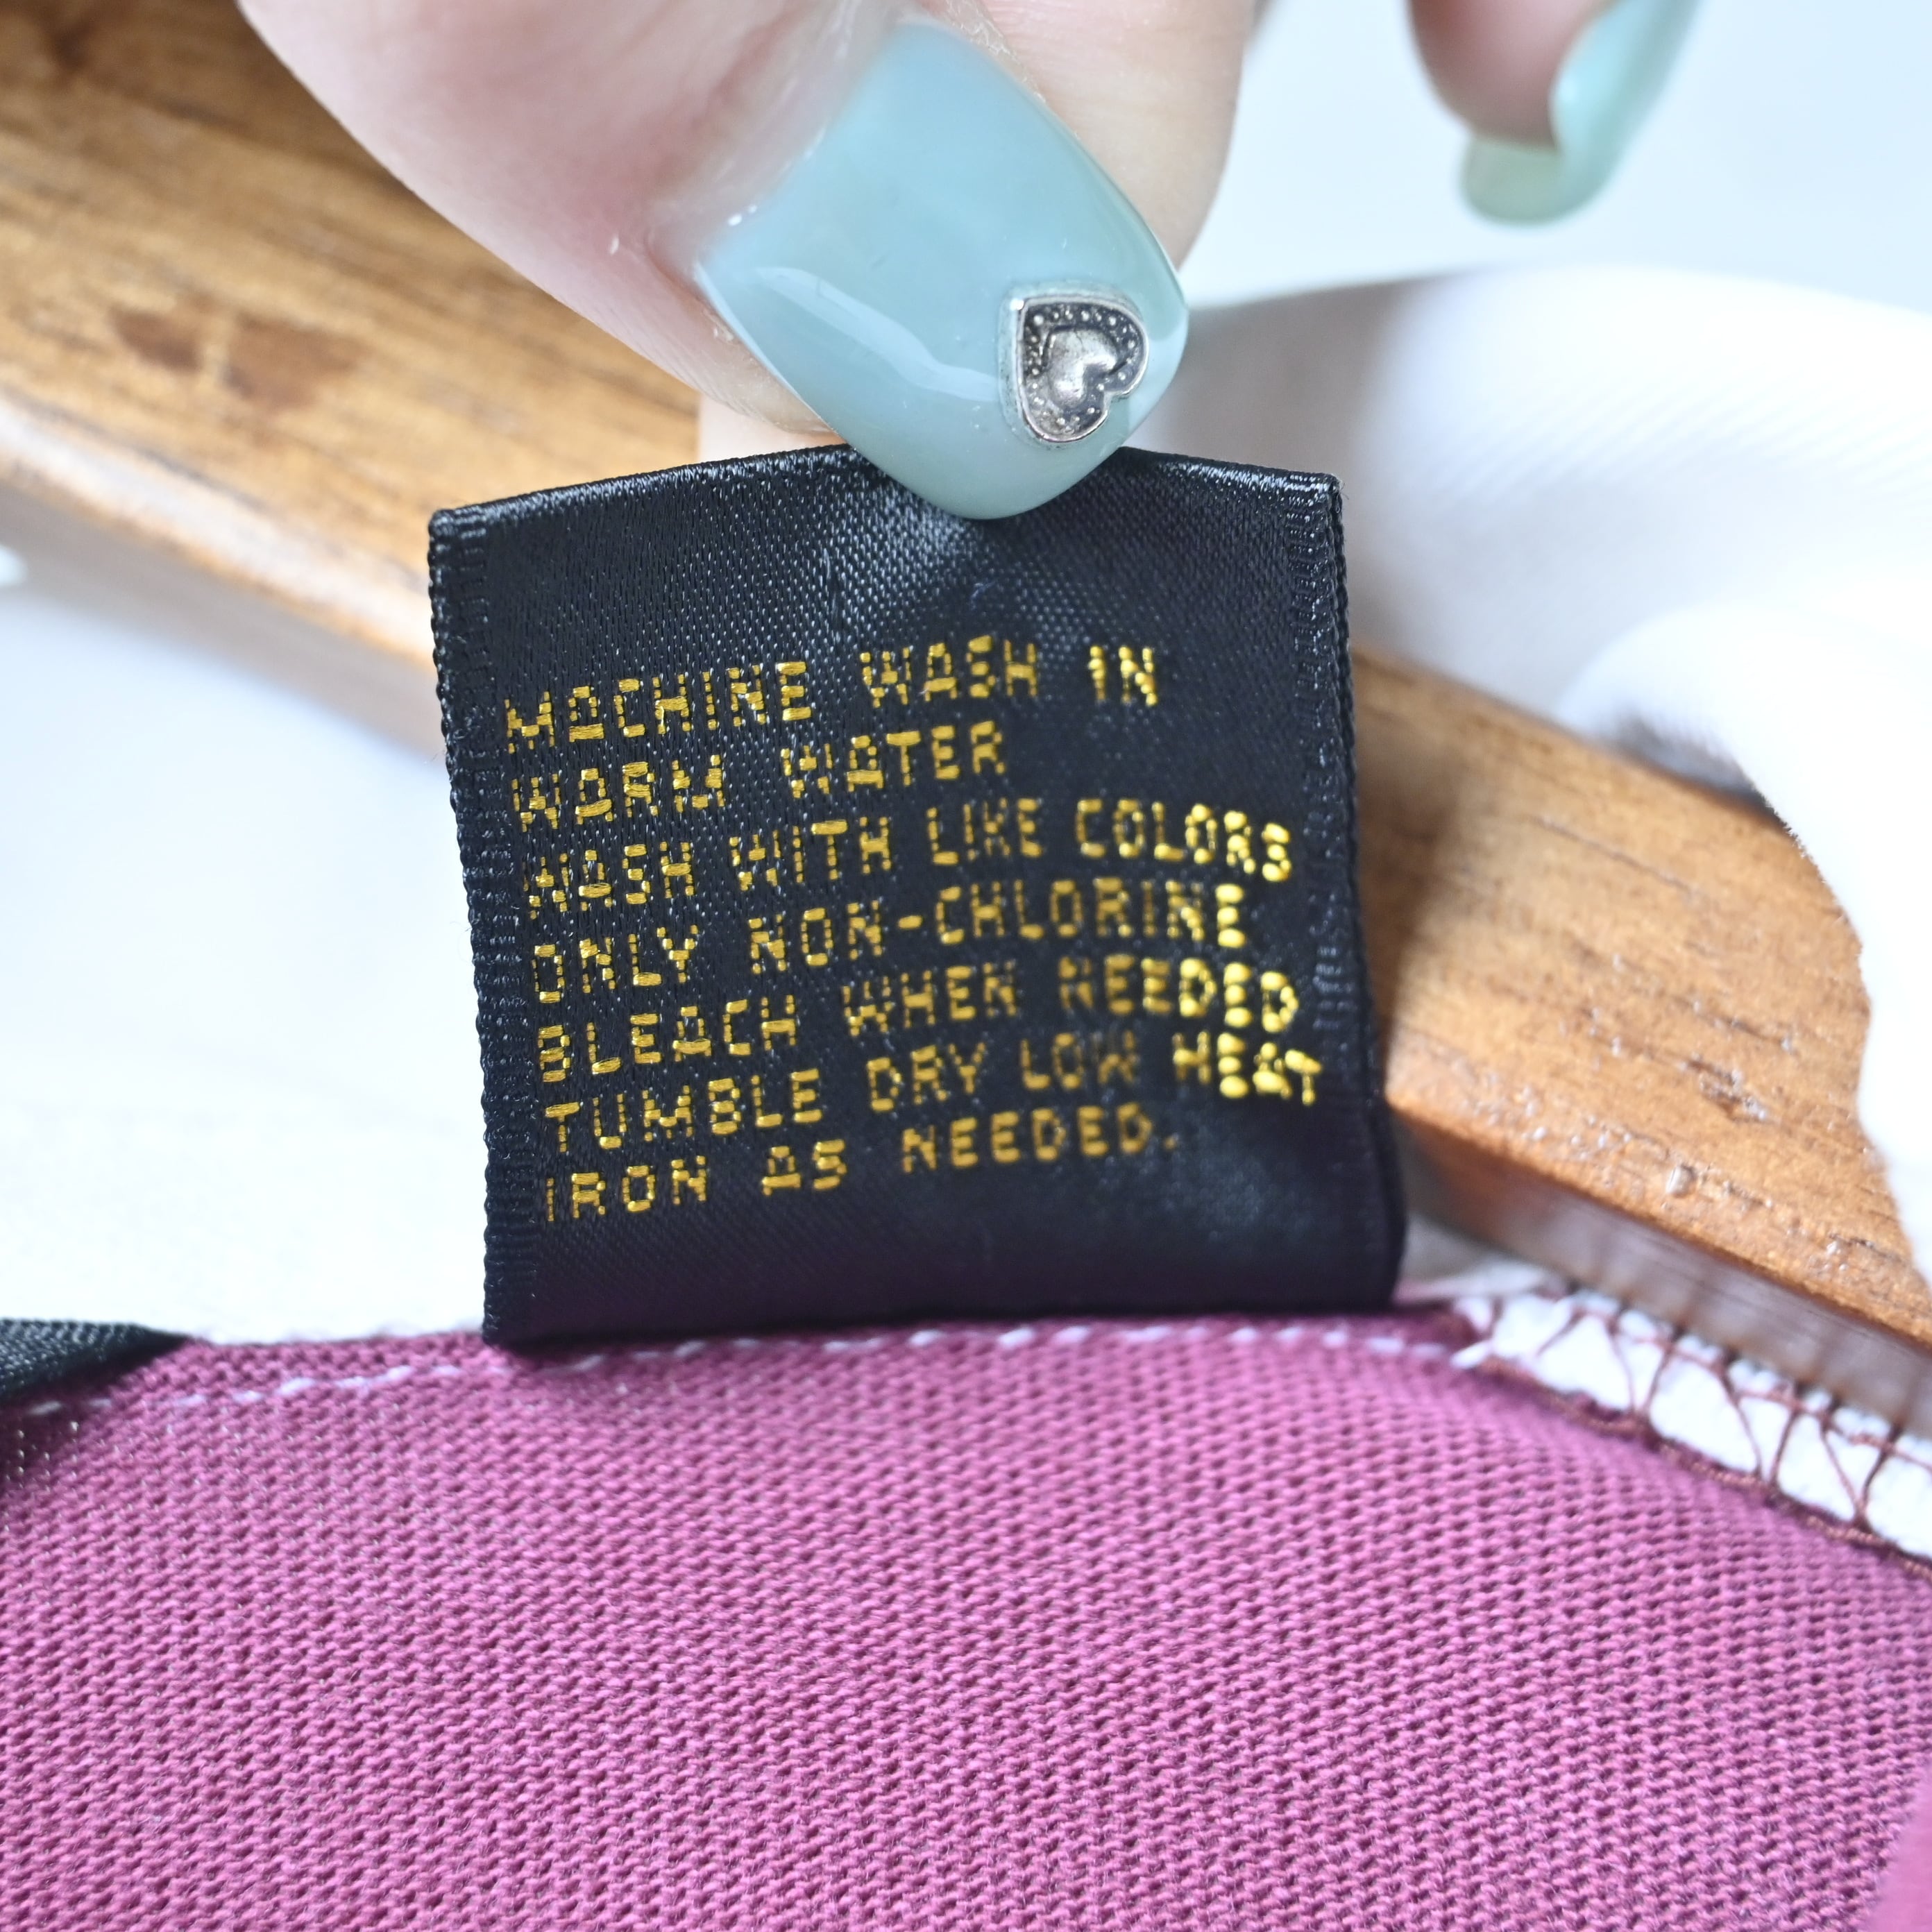 MACHINE WASH IN
WARM WATER
WASH WITH LIKE COLORS
ONLY NON-CHLORINE
BLEACH WHEN NEEDED
TUMBLE DRY LOW HEAT
IRON AS NEEDED.